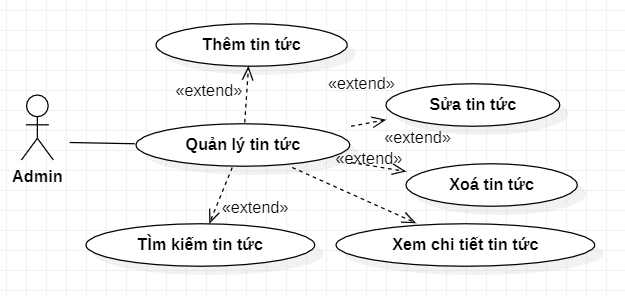 Thêm tin tức
«extend»
«extend»
Sửa tin tức
«extend»
Quản lý tin tức
«extend»
Admin
Xoá tin tức
«extend»
TÌm kiếm tin tức
Xem chi tiết tin tức